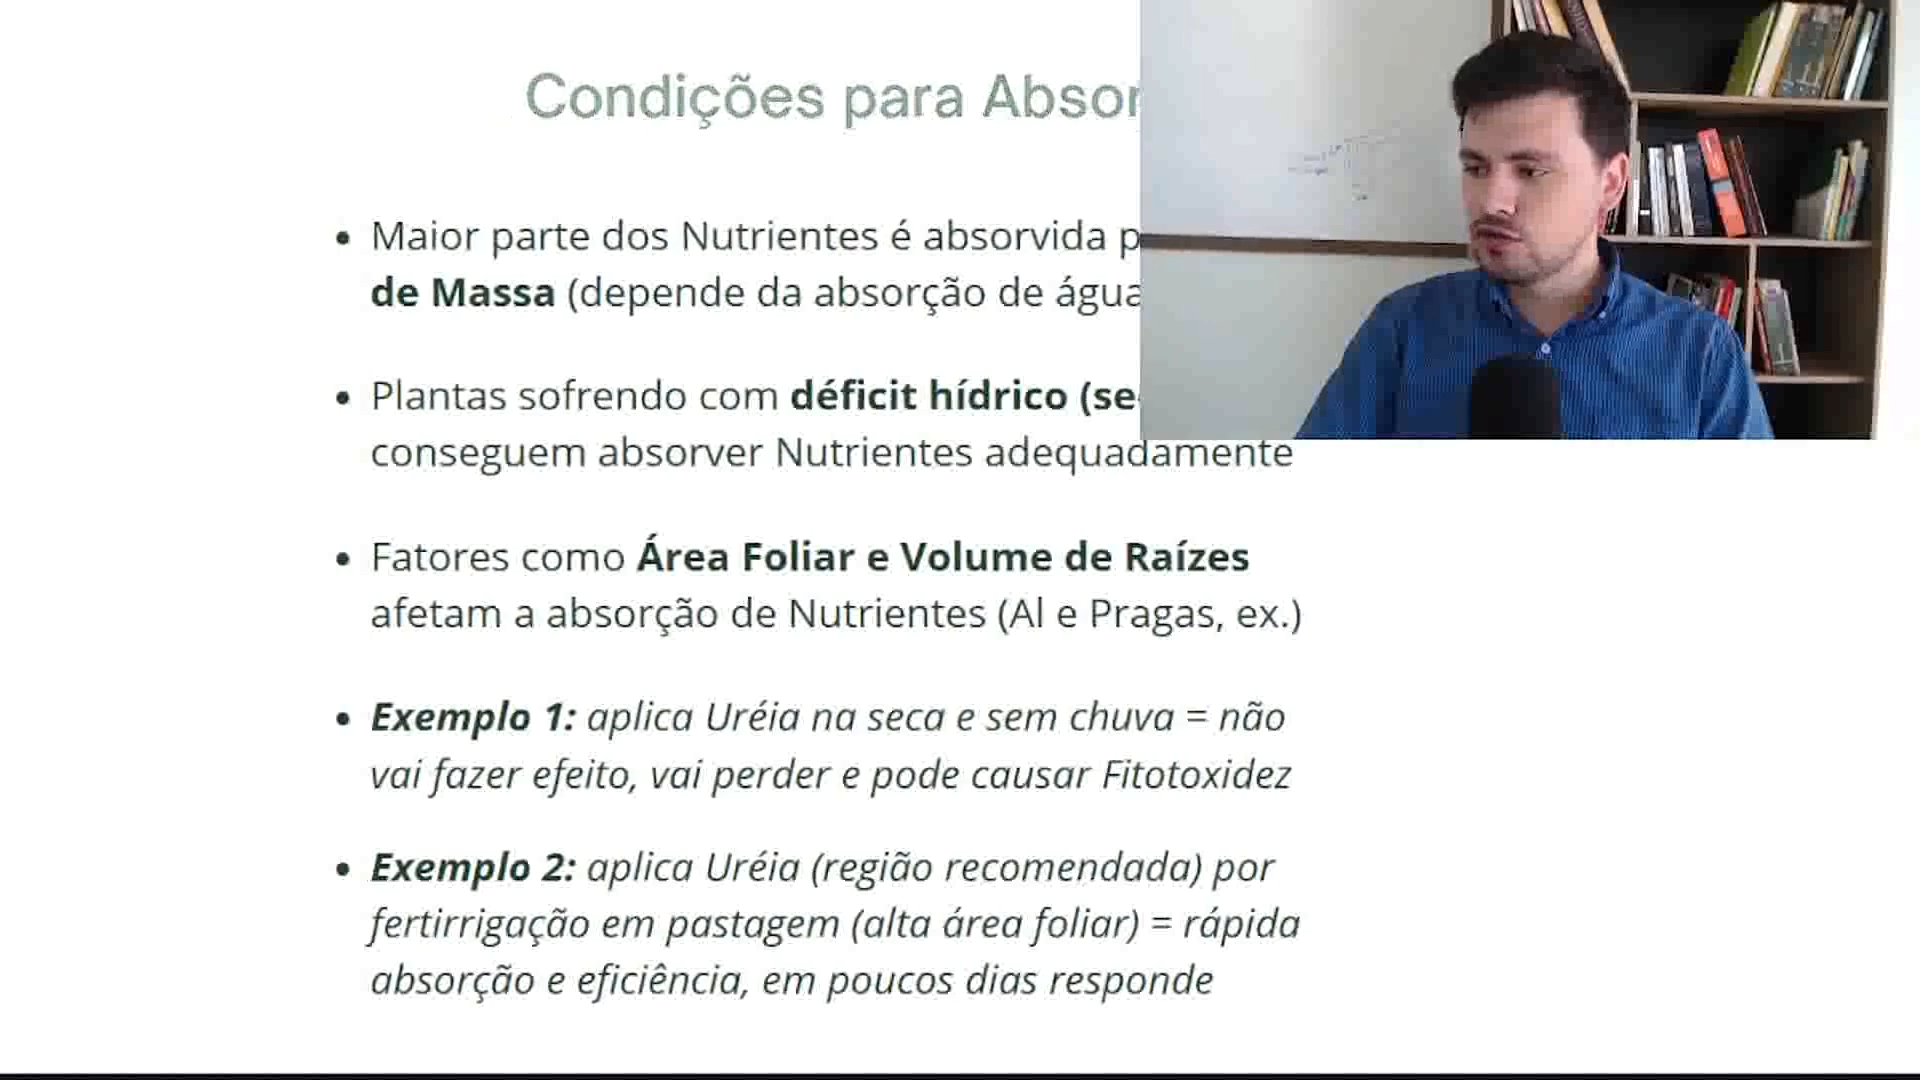 Condições para
Maior parte dos Nutrientes é absorvida
de Massa (depende da absorção de água
Plantas sofrendo com déficit hídrico
conseguem absorver Nutrientes adequadamente
Fatores como Área Foliar e Volume de Raízes
afetam a absorção de Nutrientes (Al e Pragas, ex.)
Exemplo 1: aplica Uréia na seca e sem chuva = não
vai fazer efeito, vai perder e pode causar Fitotoxidez
Exemplo 2: aplica Uréia (região recomendada) por
fertirrigação em pastagem (alta área foliar) = rápida
absorção e eficiência, em poucos dias responde